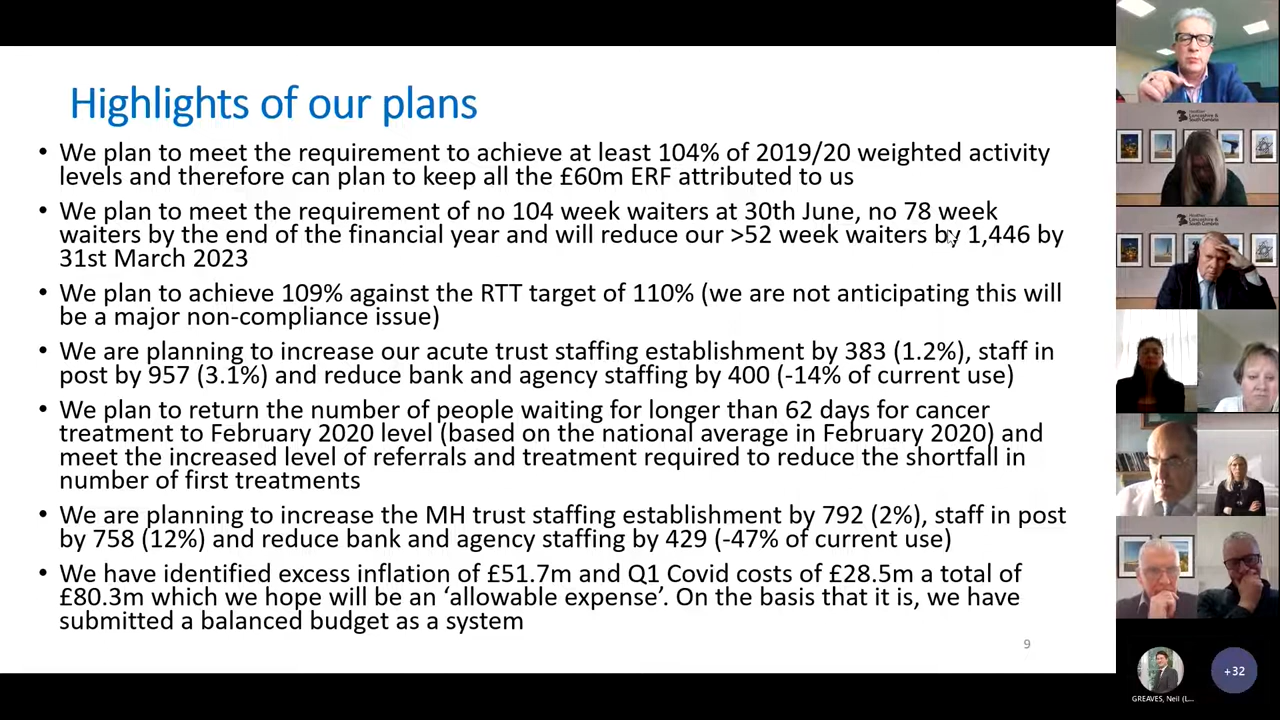 Highlights of our plans
• We plan to meet the requirement to achieve at least 104% of 2019/20 weighted activity
levels and therefore can plan to keep all the £60m ERF attributed to us
• We plan to meet the requirement of no 104 week waiters at 30th June, no 78 week
waiters by the end of the financial year and will reduce our >52 week waiters by 1,446 by
31st March 2023
• We plan to achieve 109% against the RTT target of 110% (we are not anticipating this will
be a major non-compliance issue)
• We are planning to increase our acute trust staffing establishment by 383 (1.2%), staff in
post by 957 (3.1%) and reduce bank and agency staffing by 400 (-14% of current use)
• We plan to return the number of people waiting for longer than 62 days for cancer
treatment to February 2020 level (based on the national average in February 2020) and
meet the increased level of referrals and treatment required to reduce the shortfall in
number of first treatments
• We are planning to increase the MH trust staffing establishment by 792 (2%), staff in post
by 758 (12%) and reduce bank and agency staffing by 429 (-47% of current use)
• We have identified excess inflation of £51.7m and Q1 Covid costs of £28.5m a total of
£80.3m which we hope will be an ‘allowable expense’. On the basis that it is, we have
submitted a balanced budget as a system
9
Healthier
Lancashire &
South Cumbria
Healthier
Lancashire &
South Cumbria
+32
GREAVES, Neil (L...